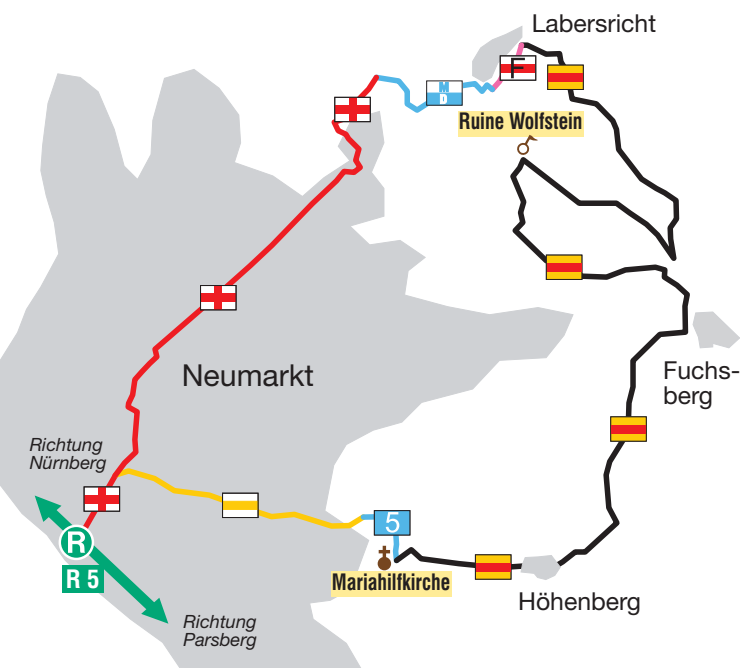 Labersricht
F
M
D
Ruine Wolfstein
Neumarkt
Fuchs-
berg
Richtung
Nürnberg
5
R
R 5
Mariahilfkirche
Höhenberg
Richtung
Parsberg